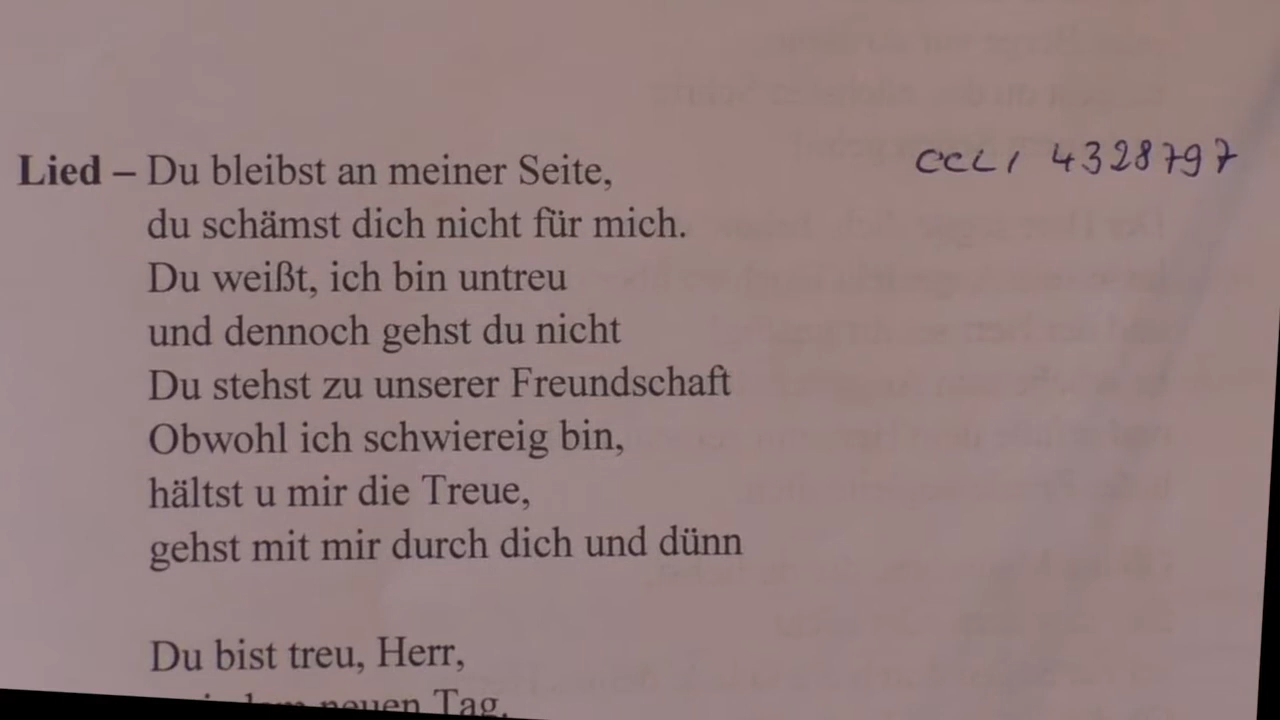 Lied – Du bleibst an meiner Seite,
CCLI 4328797
du schämst dich nicht für mich.
Du weißt, ich bin untreu
und dennoch gehst du nicht
Du stehst zu unserer Freundschaft
Obwohl ich schwiereig bin,
hältst u mir die Treue,
gehst mit mir durch dich und dünn
Du bist treu, Herr,
neuen Tag.